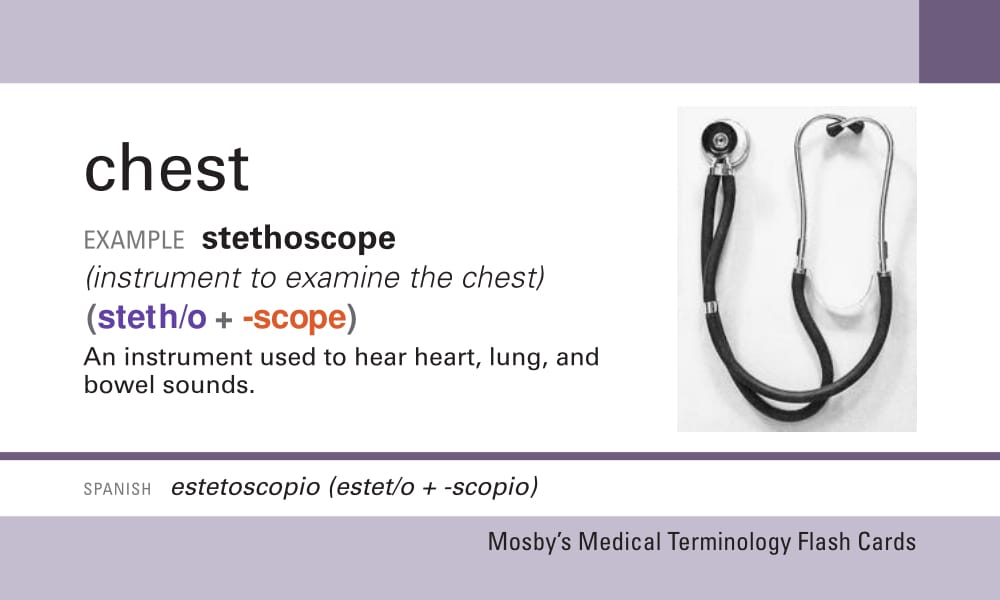 chest
EXAMPLE stethoscope
(instrument to examine the chest)
(steth/o + -scope)
An instrument used to hear heart, lung, and
bowel sounds.
SPANISH estetoscopio (estet/o + -scopio)
Mosby’s Medical Terminology Flash Cards